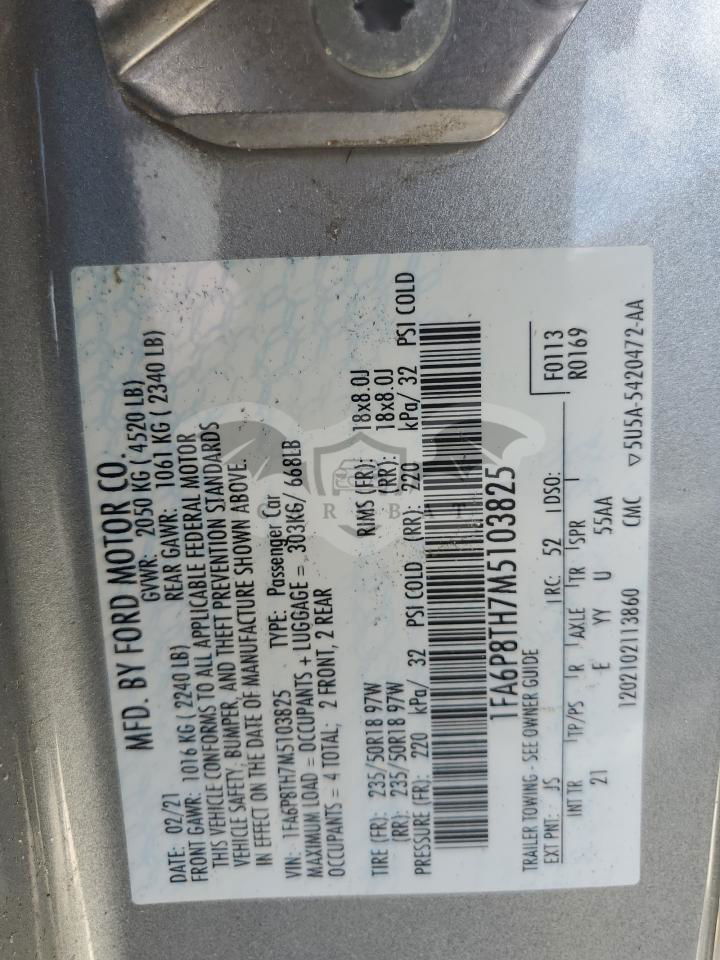 MFD. BY FORD MOTOR CO.
DATE: 02/21 GVWR: 2050 KG ( 4520 LB)
FRONT GAWR: 1016 KG ( 2240 LB) REAR GAWR: 1061 KG ( 2340 LB)
THIS VEHICLE CONFORMS TO ALL APPLICABLE FEDERAL MOTOR
VEHICLE SAFETY, BUMPER, AND THEFT PREVENTION STANDARDS
IN EFFECT ON THE DATE OF MANUFACTURE SHOWN ABOVE.
VIN: 1FA6P8TH7M5103825 TYPE: Passenger Car
MAXIMUM LOAD = OCCUPANTS + LUGGAGE = 303KG/ 668LB
OCCUPANTS = 4 TOTAL; 2 FRONT, 2 REAR
TIRE (FR): 235/50R18 97W RIMS (FR): 18x8.0J
(RR): 235/50R18 97W (RR): 18x8.0J
PRESSURE (FR): 220 kPa/ 32 PSI COLD (RR): 220 kPa/ 32 PSI COLD
1FA6P8TH7M5103825
TRAILER TOWING - SEE OWNER GUIDE
F0113
R0169
EXT PNT: JS RC: 52 DSO:
INT TR TP/PS R AXLE TR SPR
21 E YY U 55AA
1202102113860 CMC ▽5U5A-5420472-AA
CARBAT